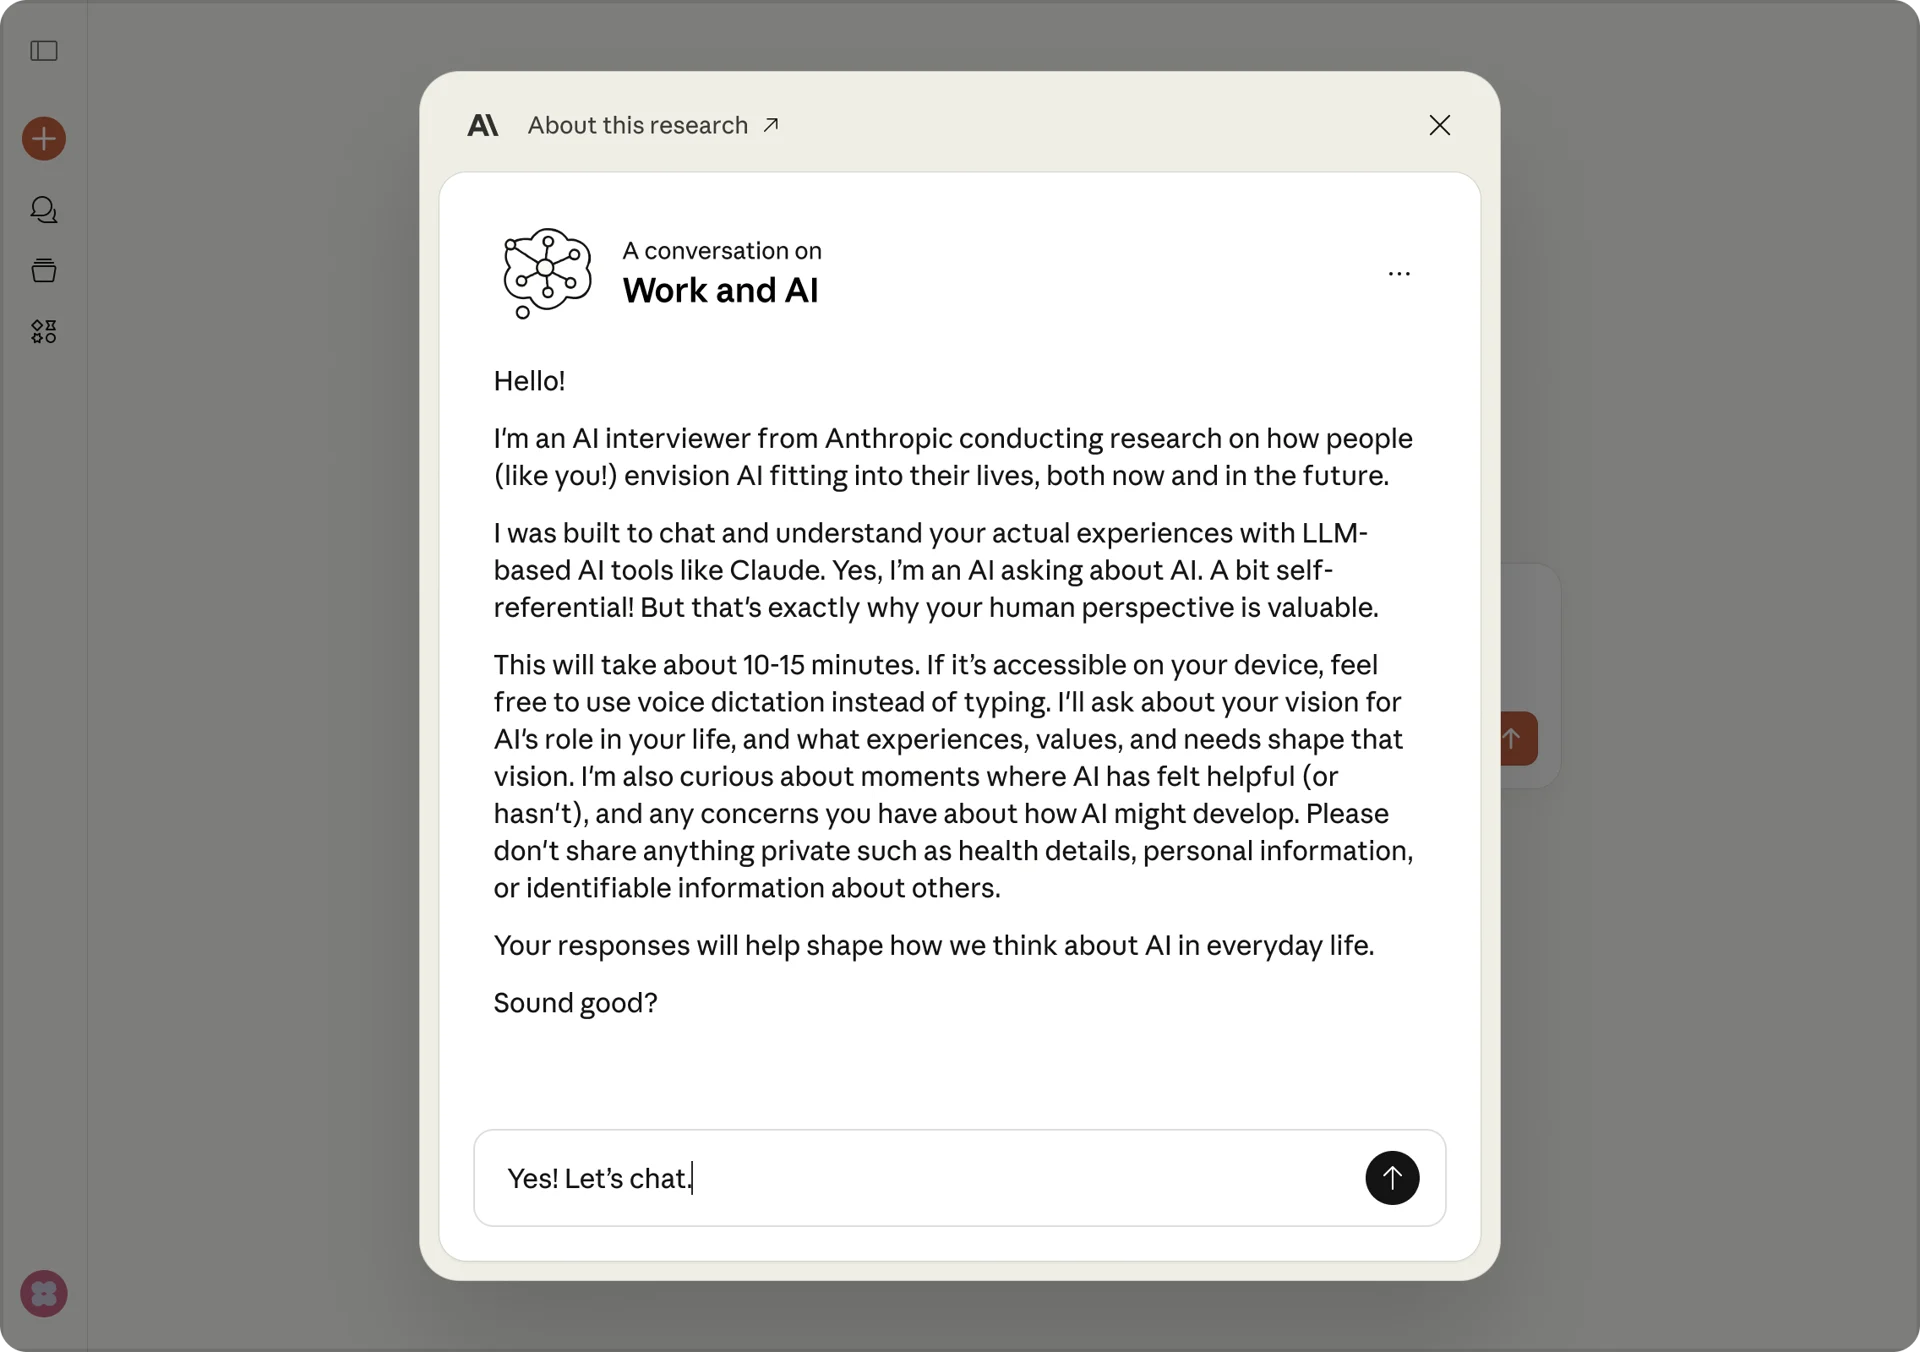 About this research
A conversation on
Work and AI
Hello!
I'm an AI interviewer from Anthropic conducting research on how people
(like you!) envision AI fitting into their lives, both now and in the future.
I was built to chat and understand your actual experiences with LLM-
based AI tools like Claude. Yes, I’m an AI asking about AI. A bit self-
referential! But that's exactly why your human perspective is valuable.
This will take about 10-15 minutes. If it’s accessible on your device, feel
free to use voice dictation instead of typing. I'll ask about your vision for
AI's role in your life, and what experiences, values, and needs shape that
vision. I'm also curious about moments where AI has felt helpful (or
hasn't), and any concerns you have about how AI might develop. Please
don't share anything private such as health details, personal information,
or identifiable information about others.
Your responses will help shape how we think about AI in everyday life.
Sound good?
Yes! Let’s chat.